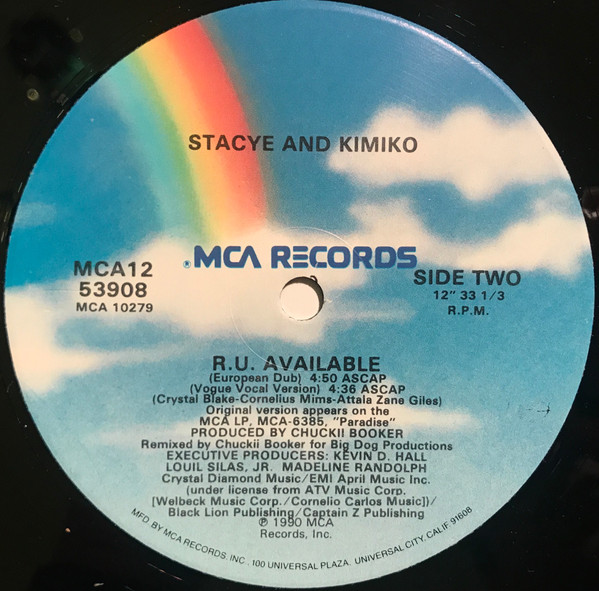 STACYE AND KIMIKO
®MCA RECORDS
MCA12
53908
MCA 10279
SIDE TWO
12" 33 1/3
R.P.M.
R.U. AVAILABLE
(European Dub) 4:50 ASCAP
(Vogue Vocal Version) 4:36 ASCAP
(Crystal Blake-Cornelius Mims-Attala Zane Giles)
Original version appears on the
MCA LP, MCA-6385, "Paradise"
PRODUCED BY CHUCKII BOOKER
Remixed by Chuckii Booker for Big Dog Productions
EXECUTIVE PRODUCERS: KEVIN D. HALL
LOUIL SILAS, JR. MADELINE RANDOLPH
Crystal Diamond Music/EMI April Music Inc.
(under license from ATV Music Corp.
[Welbeck Music Corp./Cornelio Carlos Music])/
Black Lion Publishing/Captain Z Publishing
℗ 1990 MCA
Records, Inc.
MFD. BY MCA RECORDS, INC., 100 UNIVERSAL PLAZA, UNIVERSAL CITY, CALIF. 91608